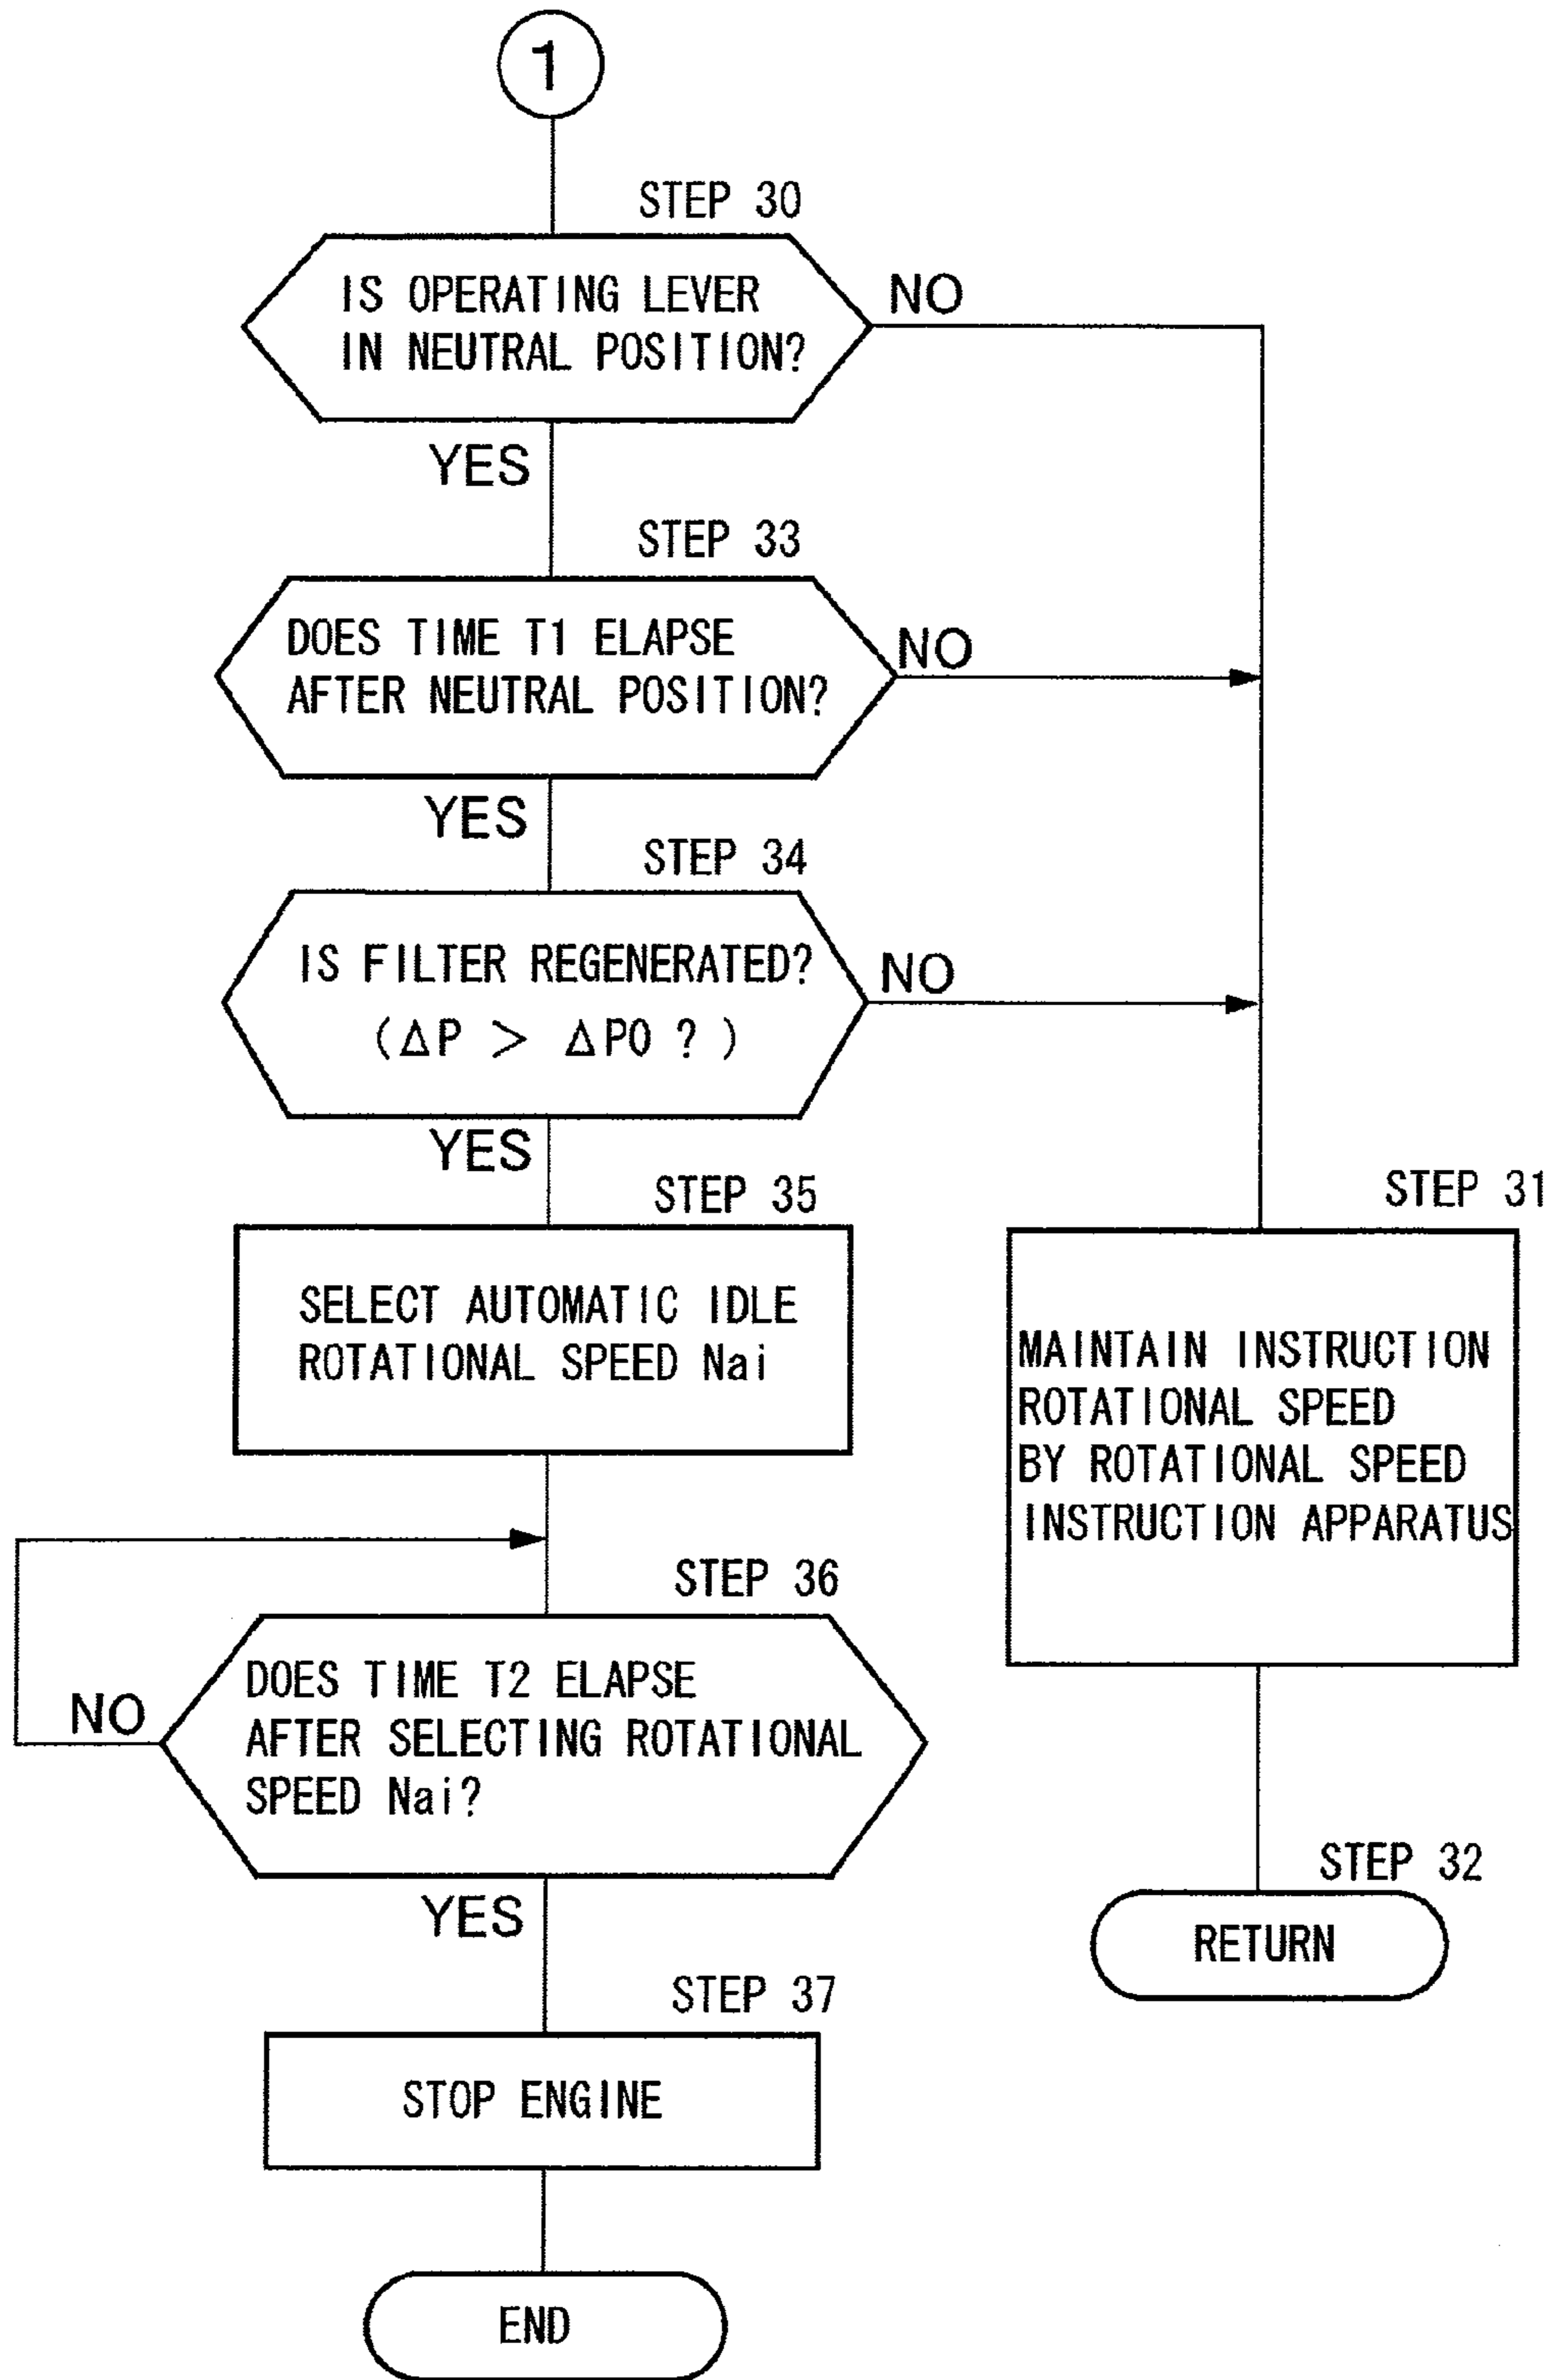 1
STEP 30
IS OPERATING LEVER
IN NEUTRAL POSITION?
NO
YES
STEP 33
DOES TIME T1 ELAPSE
AFTER NEUTRAL POSITION?
NO
YES
STEP 34
IS FILTER REGENERATED?
(ΔP > ΔP0 ? )
NO
YES
STEP 35
SELECT AUTOMATIC IDLE
ROTATIONAL SPEED Nai
STEP 31
MAINTAIN INSTRUCTION
ROTATIONAL SPEED
BY ROTATIONAL SPEED
INSTRUCTION APPARATUS
STEP 36
DOES TIME T2 ELAPSE
AFTER SELECTING ROTATIONAL
SPEED Nai?
NO
YES
STEP 32
RETURN
STEP 37
STOP ENGINE
END